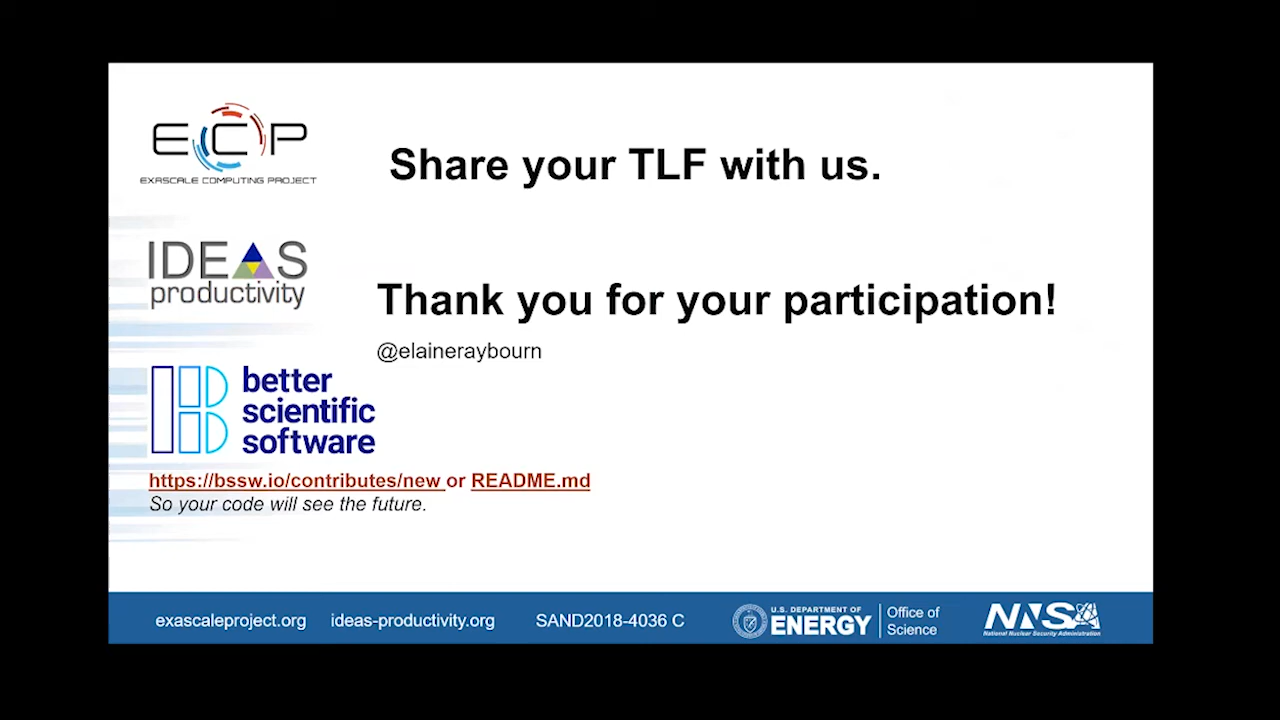 ECP
EXASCALE COMPUTING PROJECT
Share your TLF with us.
IDEAS
productivity
Thank you for your participation!
@elaineraybourn
better
scientific
software
https://bssw.io/contributes/new or README.md
So your code will see the future.
exascaleproject.org ideas-productivity.org SAND2018-4036 C
U.S. DEPARTMENT OF
ENERGY
Office of
Science
NNSA
National Nuclear Security Administration